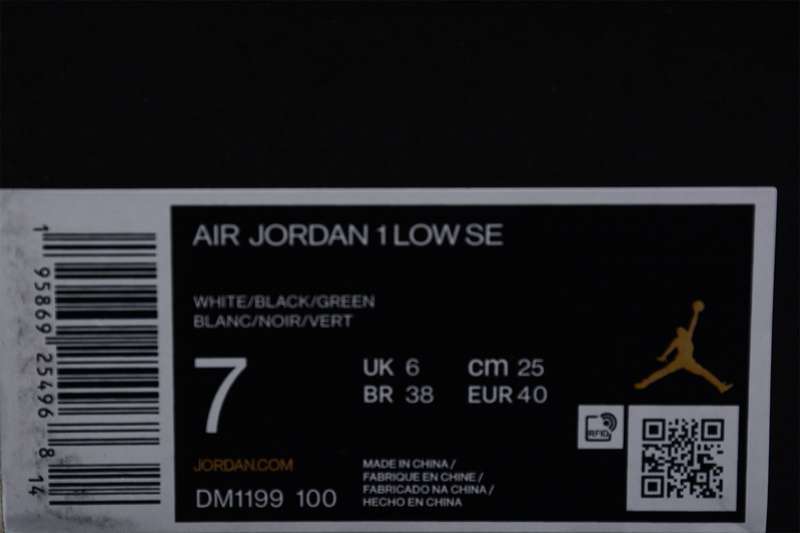 AIR JORDAN 1 LOW SE
WHITE/BLACK/GREEN
BLANC/NOIR/VERT
7
UK 6 cm 25
BR 38 EUR 40
RFID
JORDAN.COM
DM1199 100
MADE IN CHINA /
FABRIQUE EN CHINE /
FABRICADO NA CHINA /
HECHO EN CHINA
1 95869 25496 8 14